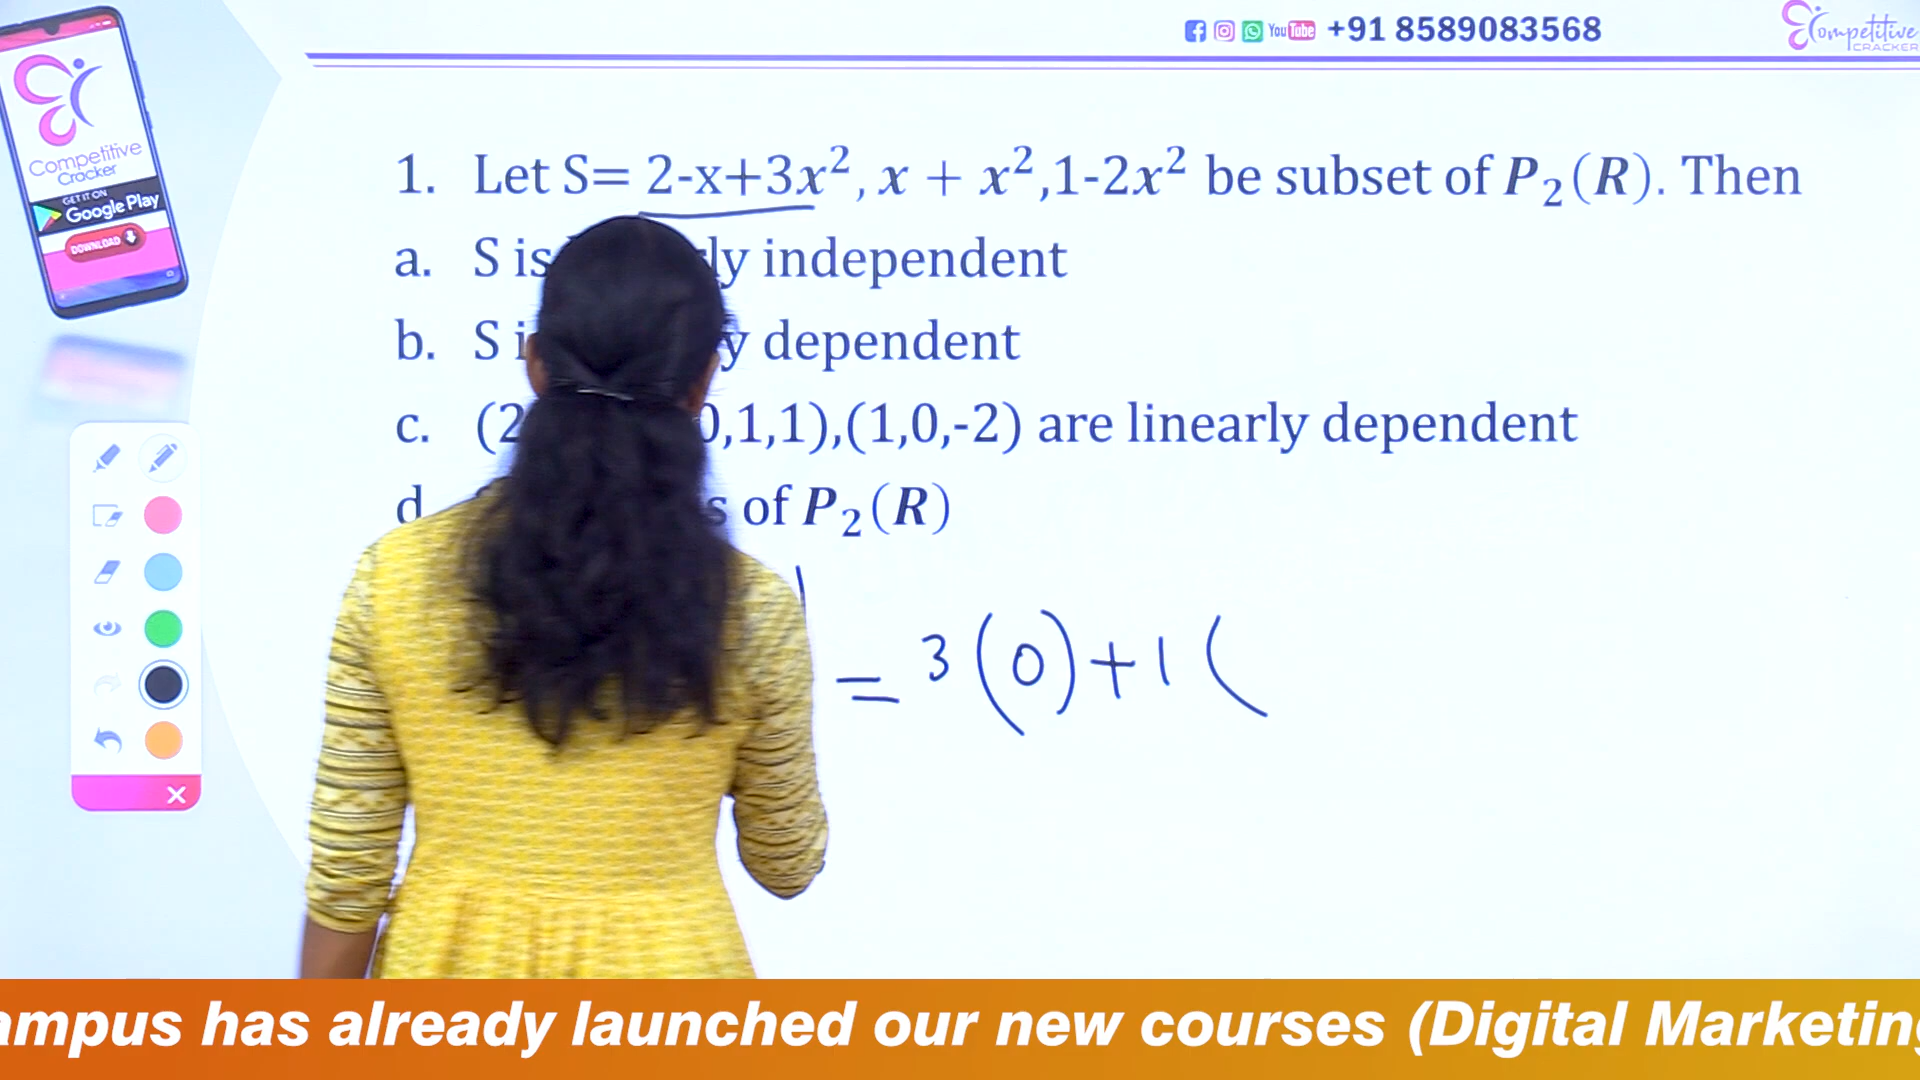 YouTube +91 8589083568
Competitive
CRACKER
Competitive
Cracker
GET IT ON
Google Play
DOWNLOAD
1. Let S= 2-x+3x², x + x²,1-2x² be subset of P₂(R). Then
a. S is ly independent
b. S i y dependent
c. (2 0,1,1),(1,0,-2) are linearly dependent
d s of P₂(R)
= 3 (0) + 1 (
ampus has already launched our new courses (Digital Marketing